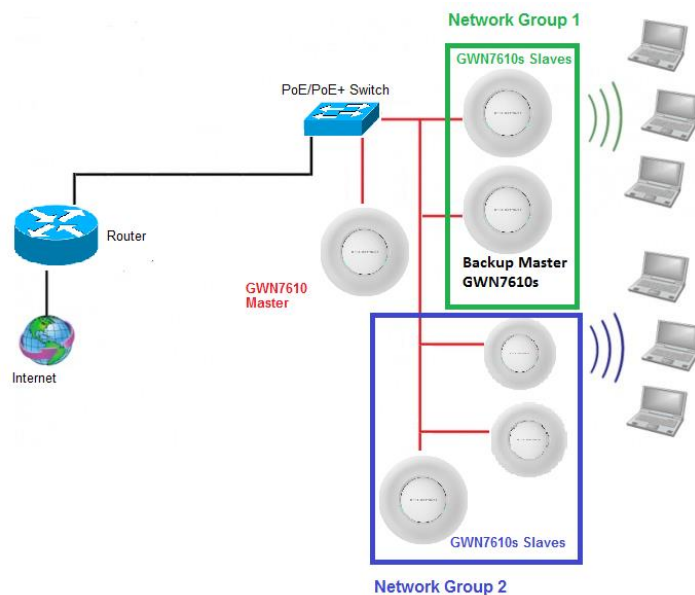 Network Group 1
GWN7610s Slaves
PoE/PoE+ Switch
Router
GWN7610
Master
Backup Master
GWN7610s
Internet
GWN7610s Slaves
Network Group 2